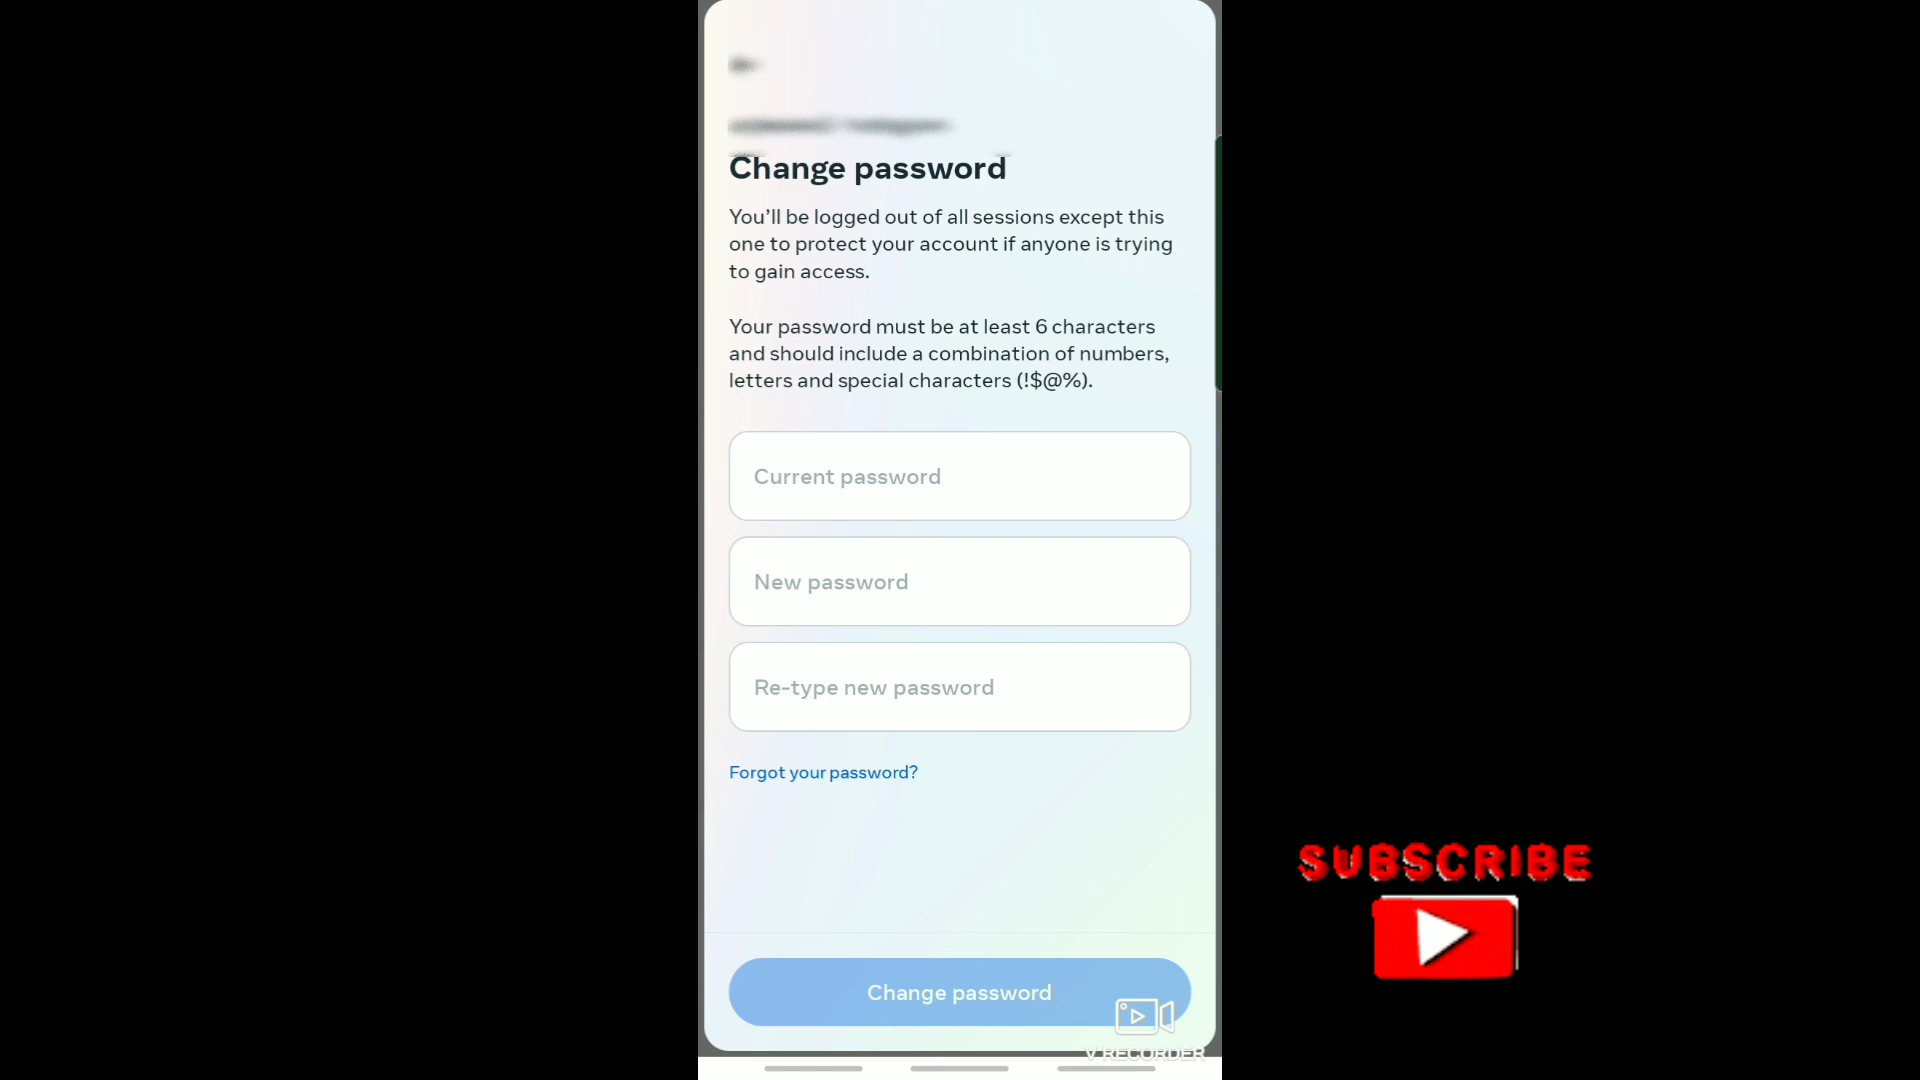 Change password
You’ll be logged out of all sessions except this
one to protect your account if anyone is trying
to gain access.
Your password must be at least 6 characters
and should include a combination of numbers,
letters and special characters (!$@%).
Current password
New password
Re-type new password
Forgot your password?
Change password
V RECORDER
SUBSCRIBE